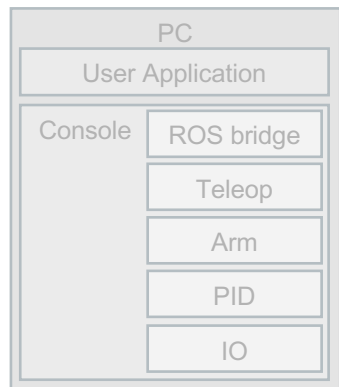 PC
User Application
Console
ROS bridge
Teleop
Arm
PID
IO